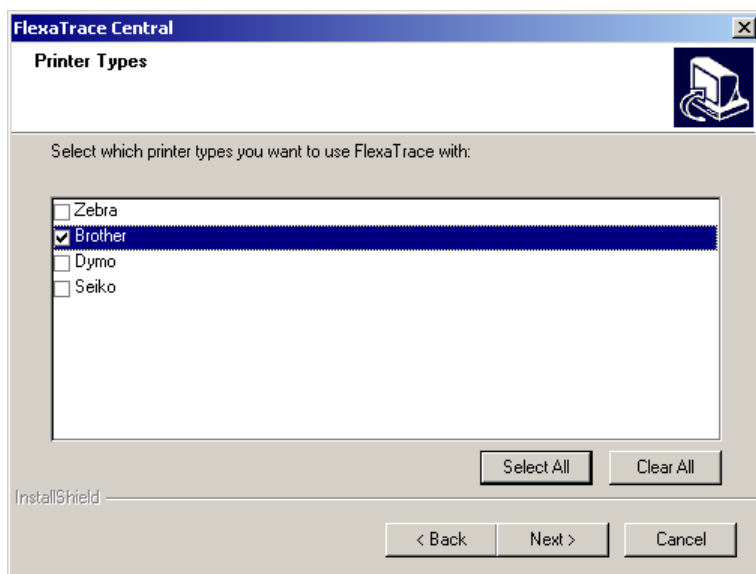 FlexaTrace Central
Printer Types
Select which printer types you want to use FlexaTrace with:
Zebra
Brother
Dymo
Seiko
Select All Clear All
InstallShield
< Back Next > Cancel